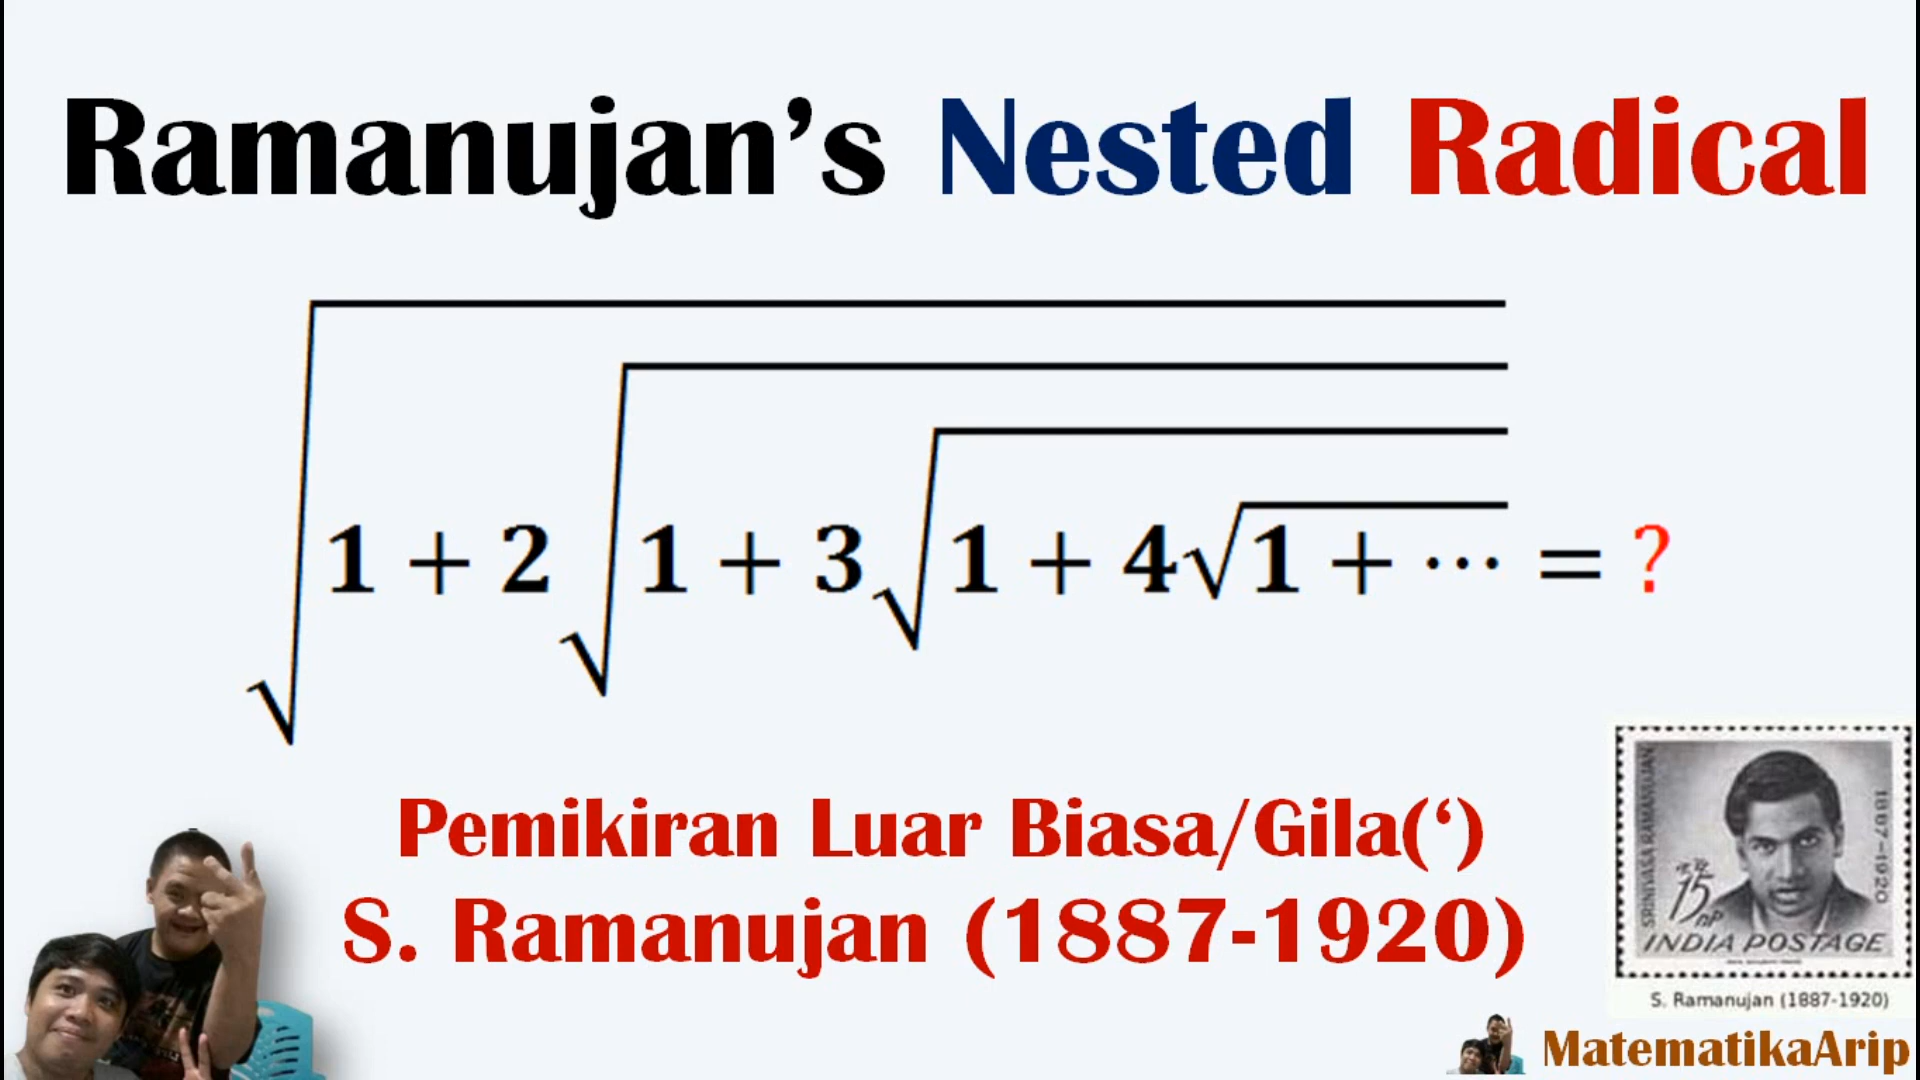 Ramanujan's Nested Radical
√1 + 2√1 + 3√1 + 4√1 + ⋯ = ?
Pemikiran Luar Biasa/Gila(‘)
S. Ramanujan (1887-1920)
SRINIVASA RAMANUJAN
1887-1920
15 nP
INDIA POSTAGE
S. Ramanujan (1887-1920)
MatematikaArip